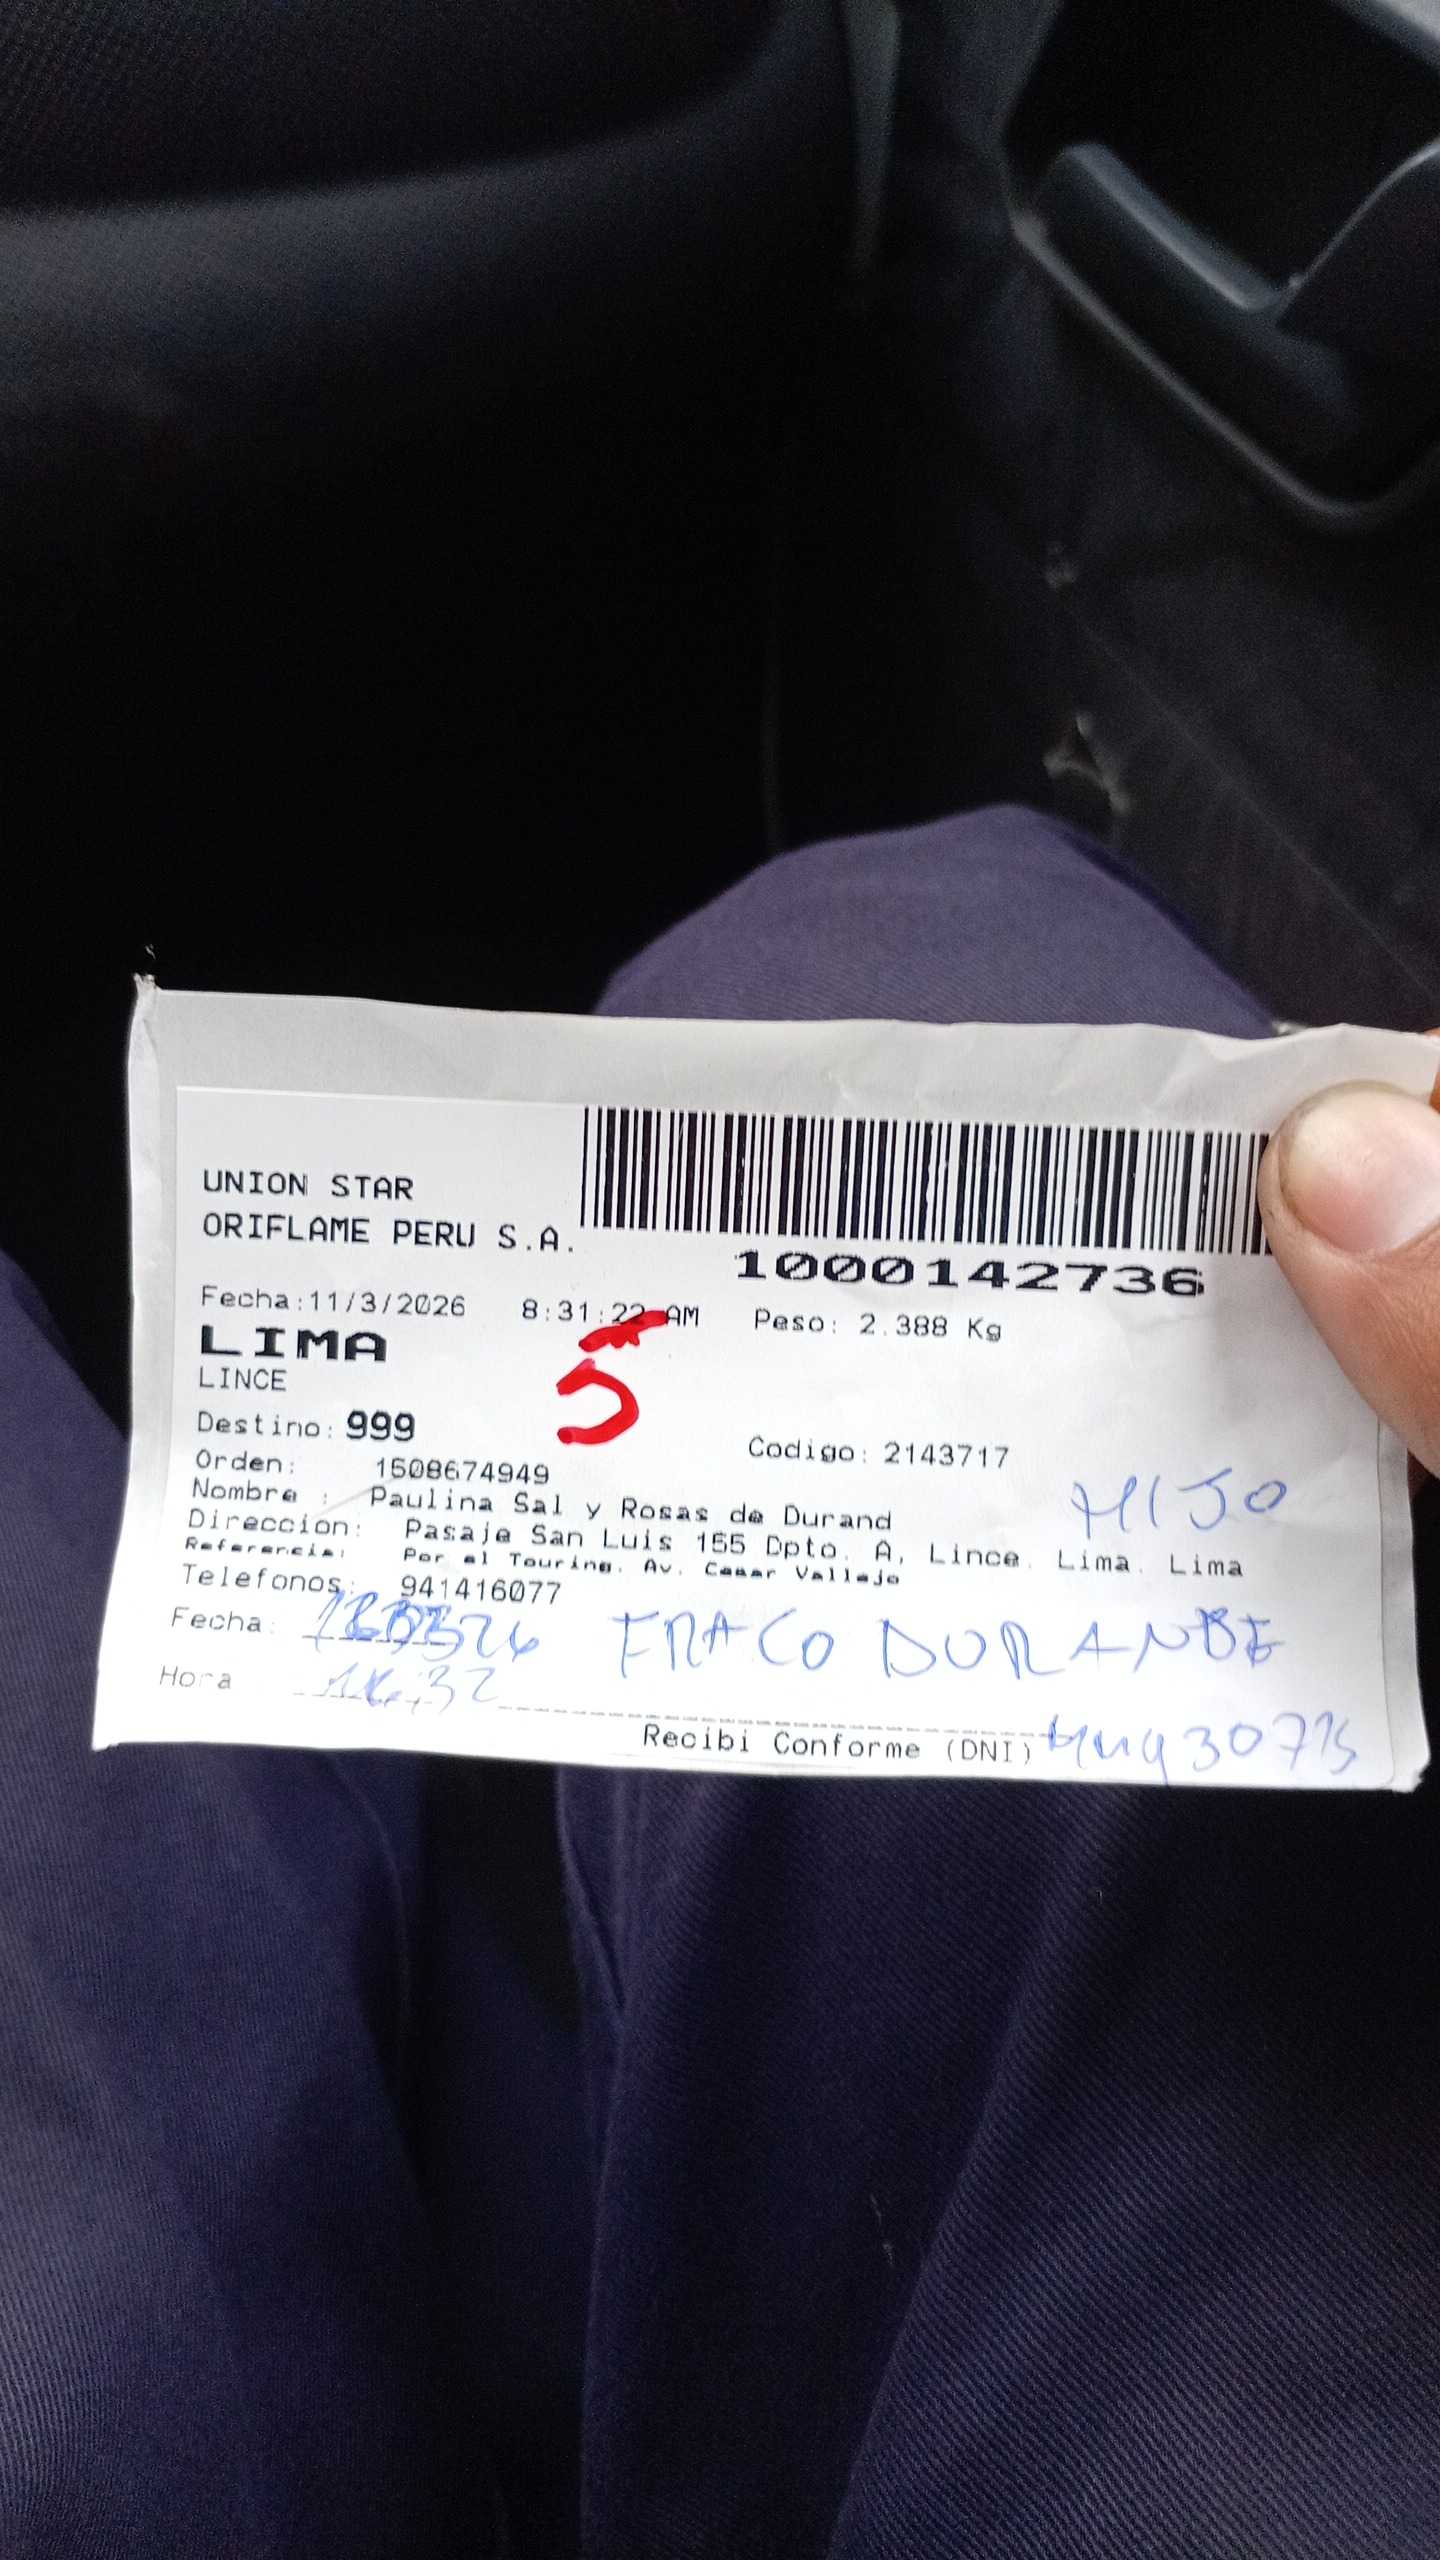 UNION STAR
ORIFLAME PERU S.A.
1000142736
Fecha:11/3/2026 8:31:22 AM Peso: 2.388 Kg
LIMA
LINCE
5
Destino: 999
Codigo: 2143717
Orden: 1508674949
HIJO
Nombre : Paulina Sal y Rosas de Durand
Direccion: Pasaje San Luis 155 Dpto. A, Lince. Lima. Lima
Referencia: Por el Touring. Av. Cesar Vallejo
Telefonos: 941416077
Fecha:
FRACO DURANDE
Hora
Recibi Conforme (DNI)